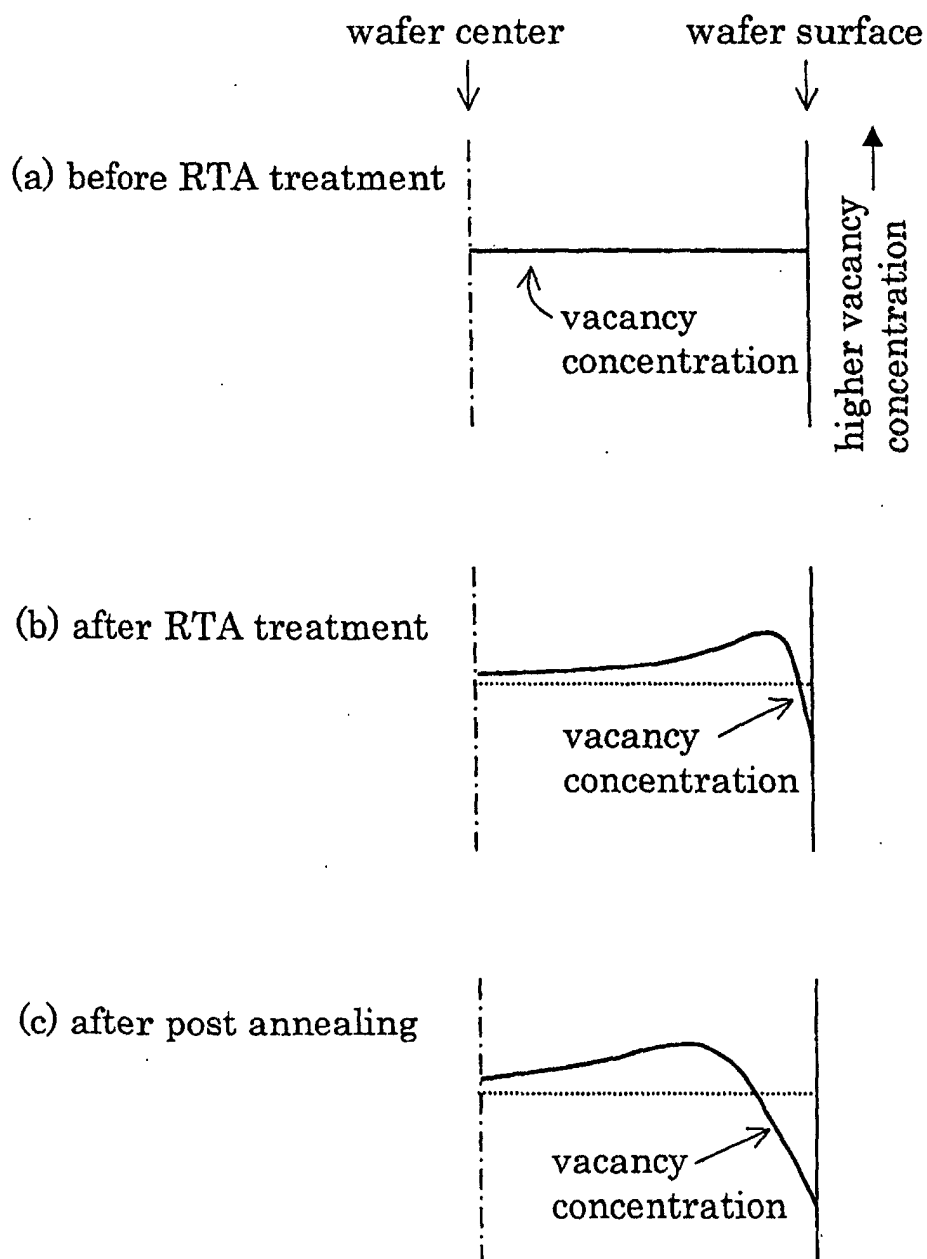 wafer center
wafer surface
(a) before RTA treatment
vacancy
concentration
higher vacancy
concentration
(b) after RTA treatment
vacancy
concentration
(c) after post annealing
vacancy
concentration